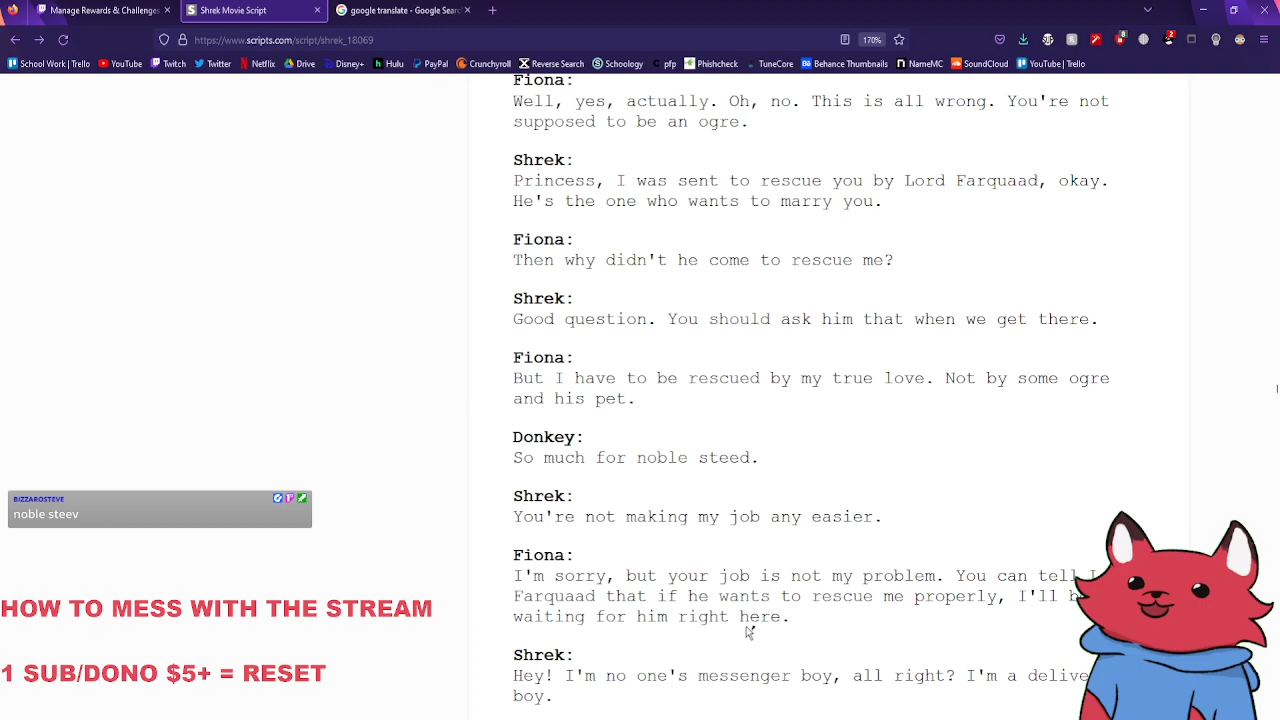 Manage Rewards & Challenges
Shrek Movie Script
google translate - Google Searc
https://www.scripts.com/script/shrek_18069
170%
School Work | Trello
YouTube
Twitch
Twitter
Netflix
Drive
Disney+
Hulu
PayPal
Crunchyroll
Reverse Search
Schoology
pfp
Phishcheck
TuneCore
Behance Thumbnails
NameMC
SoundCloud
YouTube | Trello
Fiona:
Well, yes, actually. Oh, no. This is all wrong. You're not
supposed to be an ogre.
Shrek:
Princess, I was sent to rescue you by Lord Farquaad, okay.
He's the one who wants to marry you.
Fiona:
Then why didn't he come to rescue me?
Shrek:
Good question. You should ask him that when we get there.
Fiona:
But I have to be rescued by my true love. Not by some ogre
and his pet.
Donkey:
So much for noble steed.
Shrek:
You're not making my job any easier.
Fiona:
I'm sorry, but your job is not my problem. You can tell
Farquaad that if he wants to rescue me properly, I'll b
waiting for him right here.
Shrek:
Hey! I'm no one's messenger boy, all right? I'm a delive
boy.
BIZZAROSTEVE
noble steev
HOW TO MESS WITH THE STREAM
1 SUB/DONO $5+ = RESET